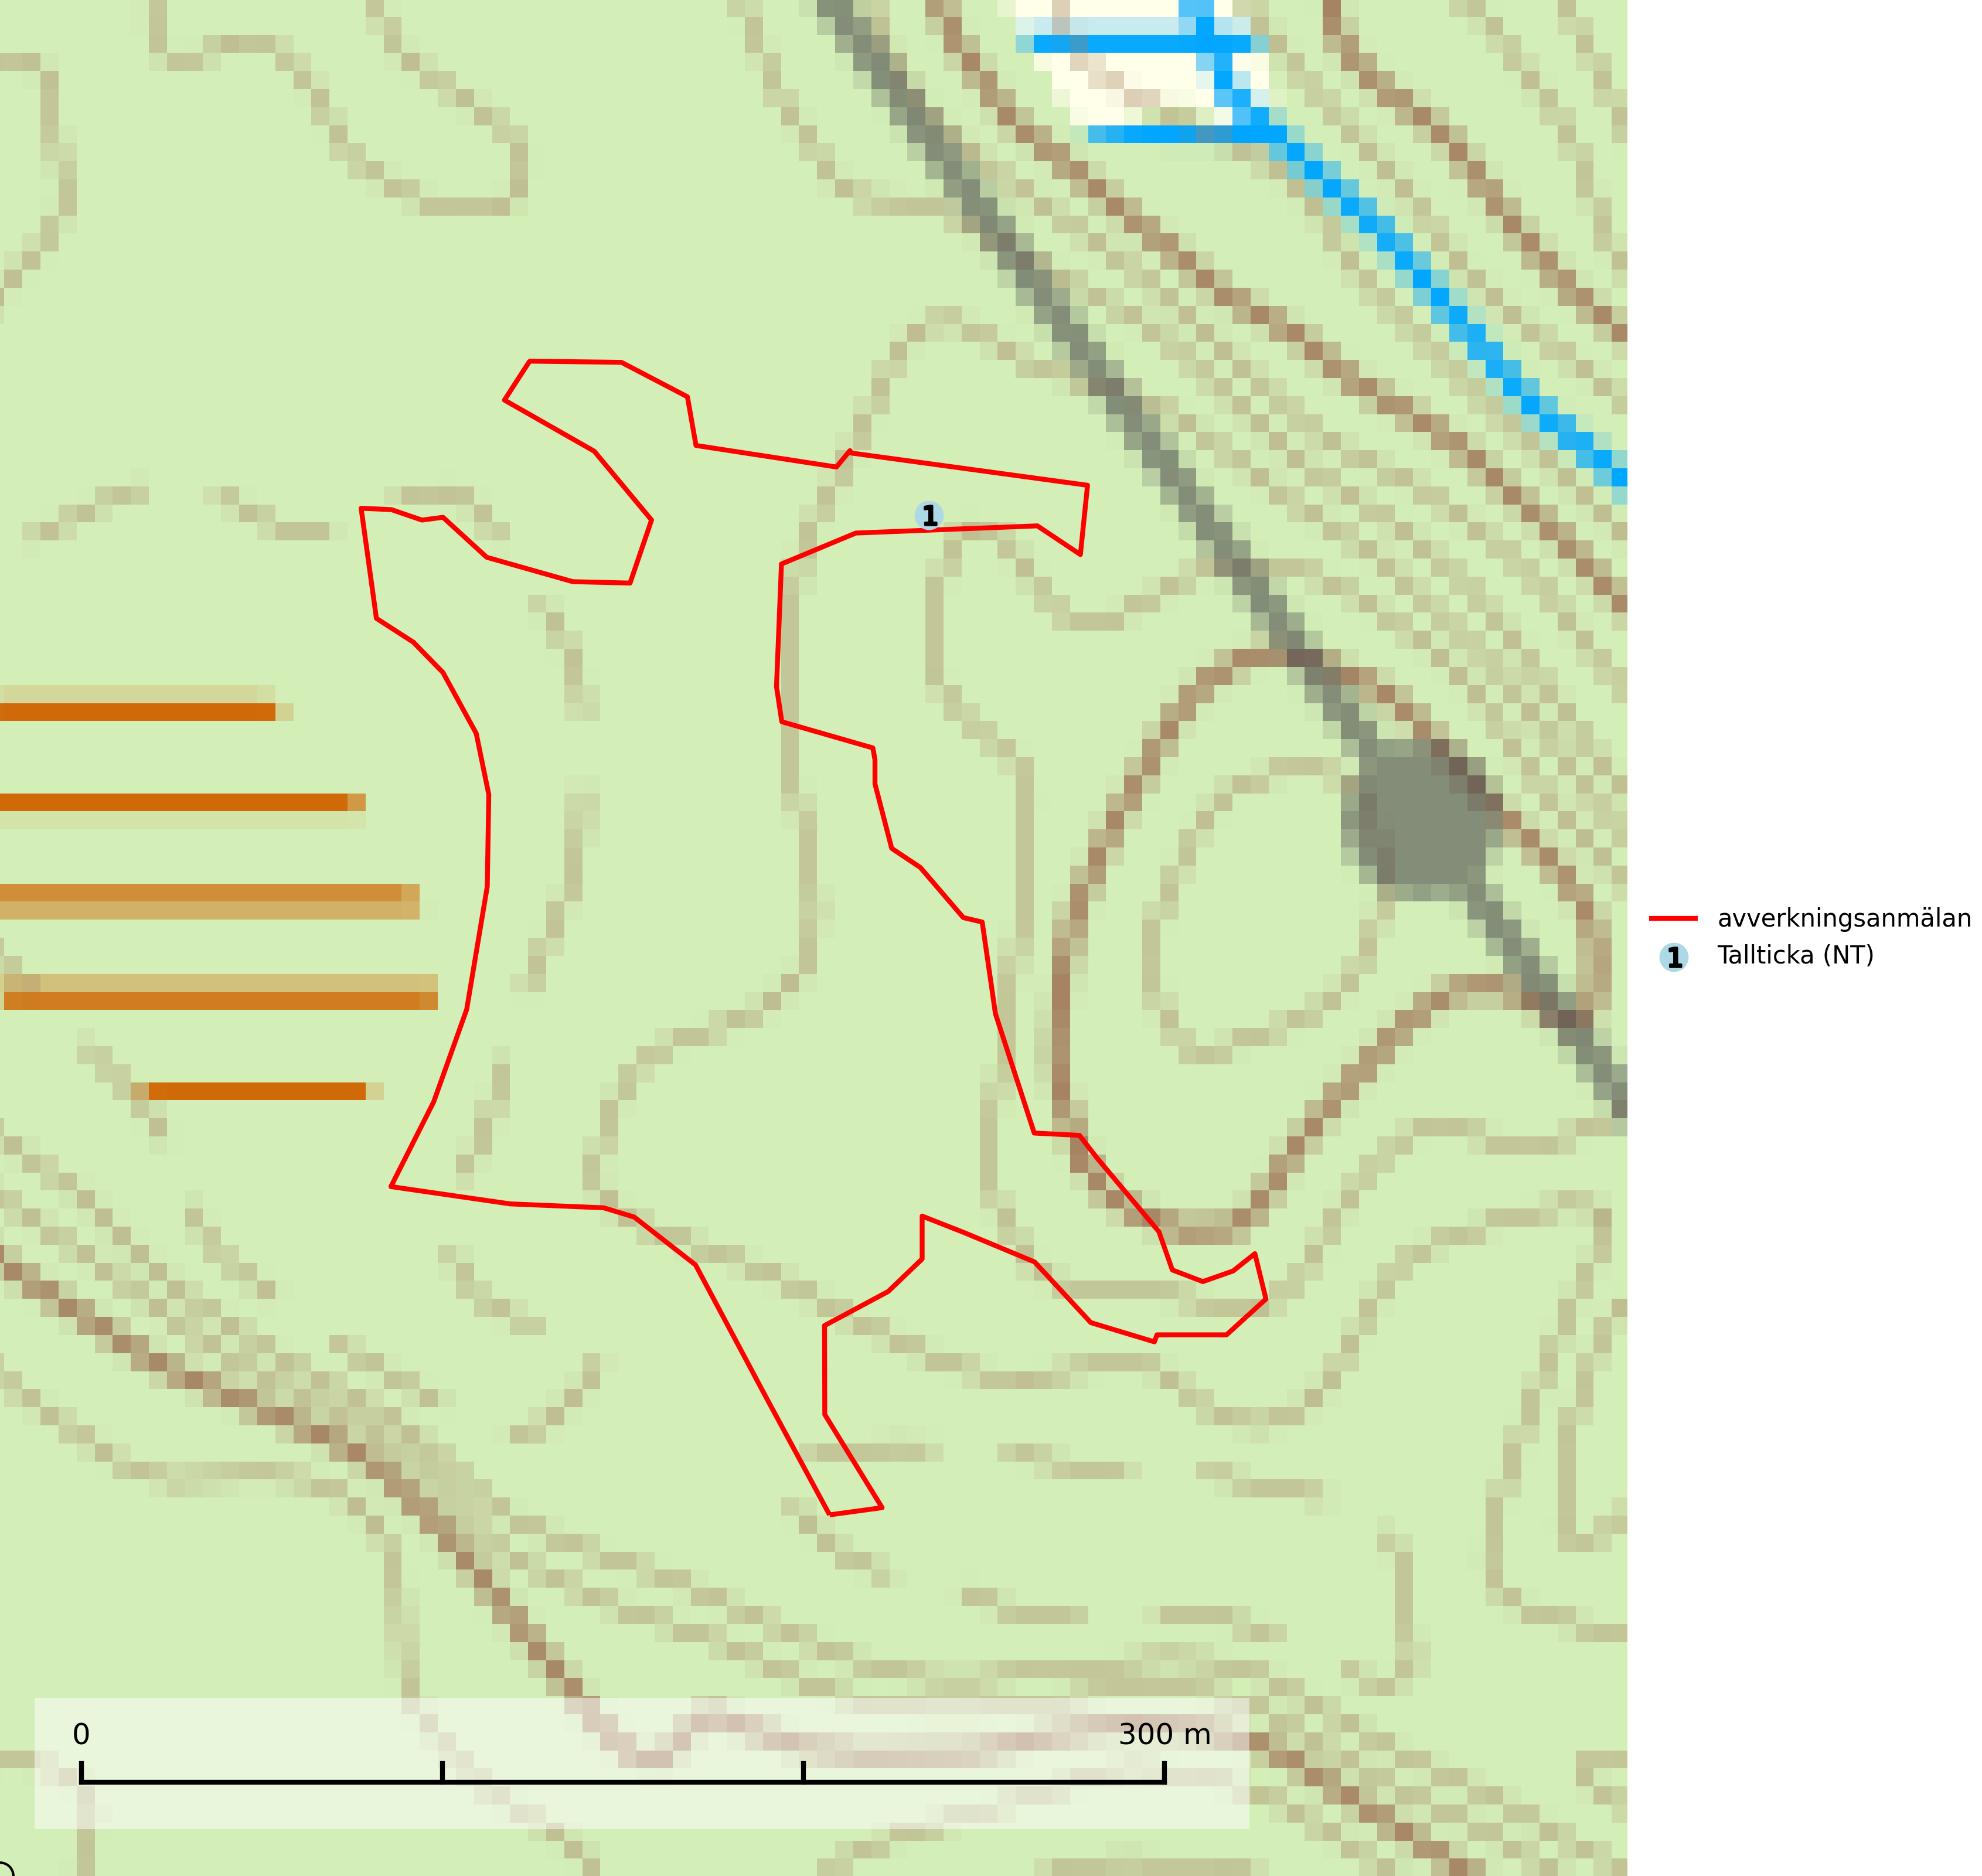 1
avverkningsanmälan
1 Tallticka (NT)
0 300 m